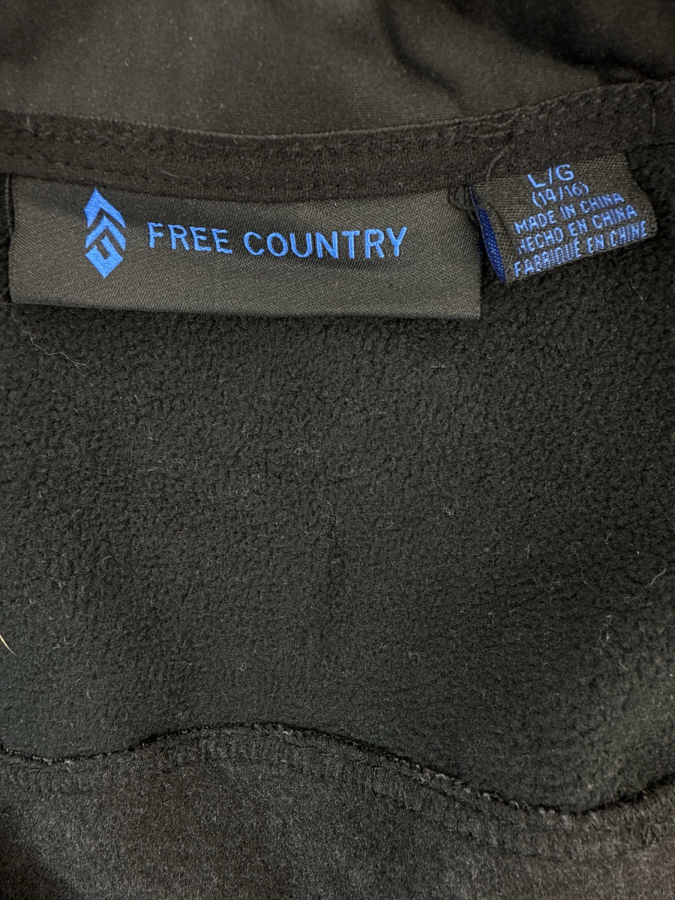 FREE COUNTRY
L/G
(14/16)
MADE IN CHINA
HECHO EN CHINA
FABRIQUÉ EN CHINE